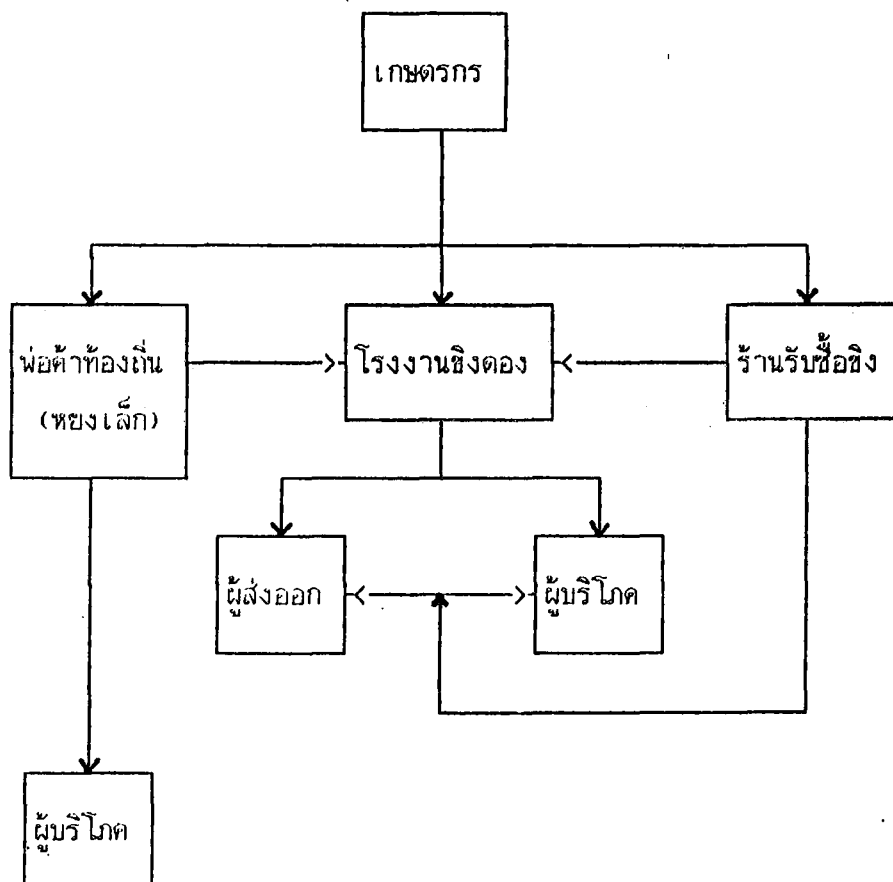 เกษตรกร
พ่อค้าท้องถิ่น
(หยงเล็ก)
โรงงานขิงดอง
ร้านรับซื้อขิง
ผู้ส่งออก
ผู้บริโภค
ผู้บริโภค